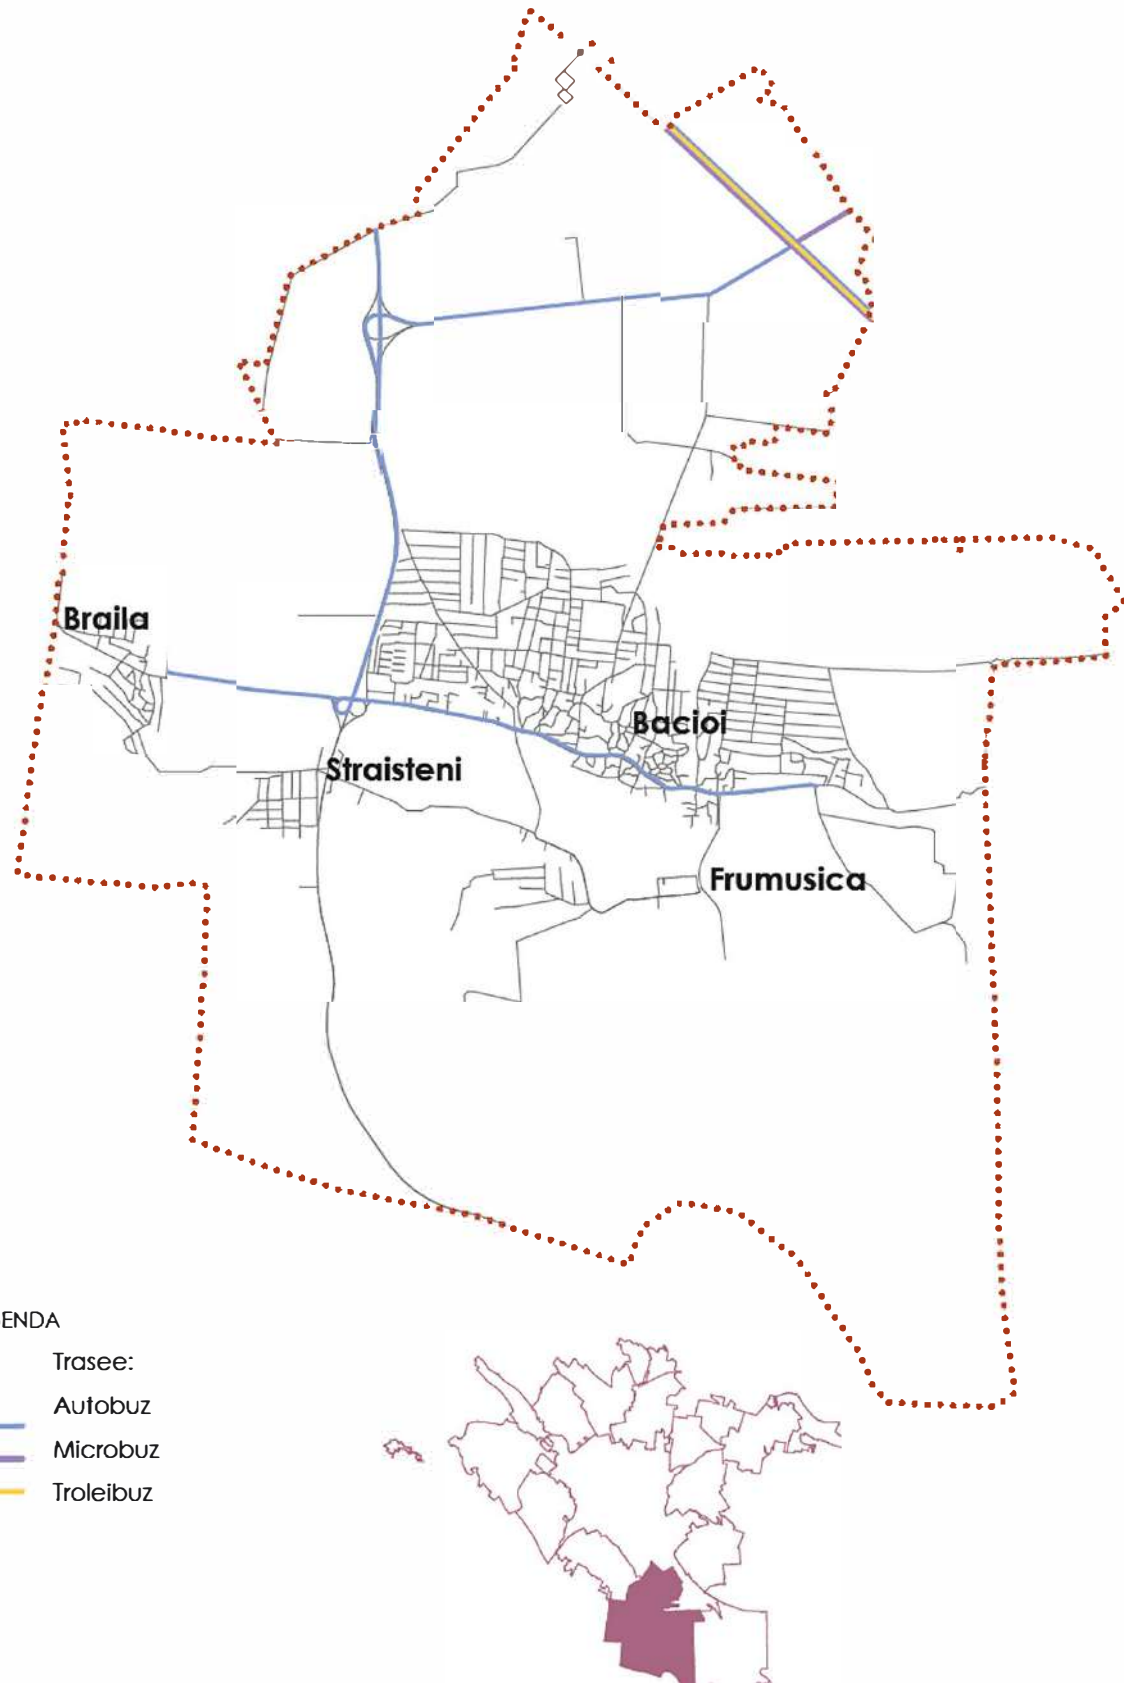 Braila
Bacioi
Straisteni
Frumusica
ENDA
Trasee:
Autobuz
Microbuz
Troleibuz